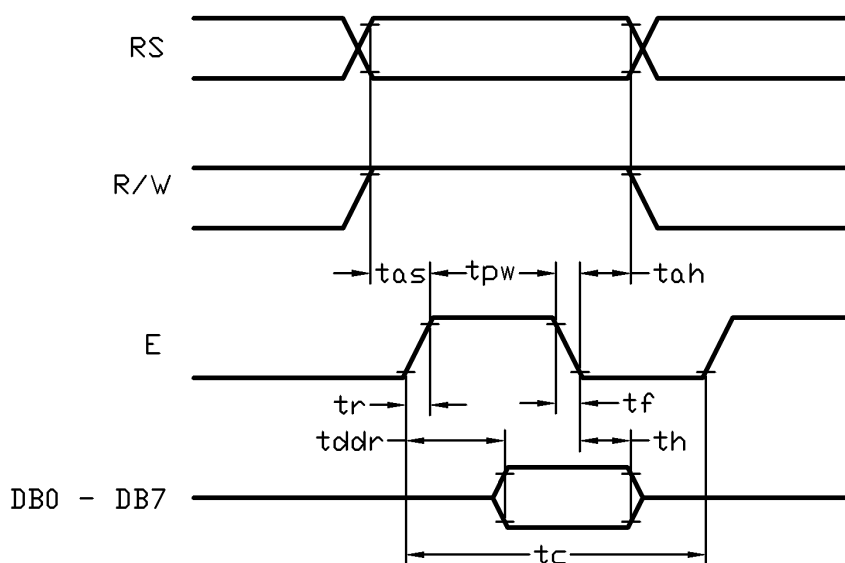 RS
R/W
tas tpw tah
E
tr tf
tddr th
DB0 - DB7
tc